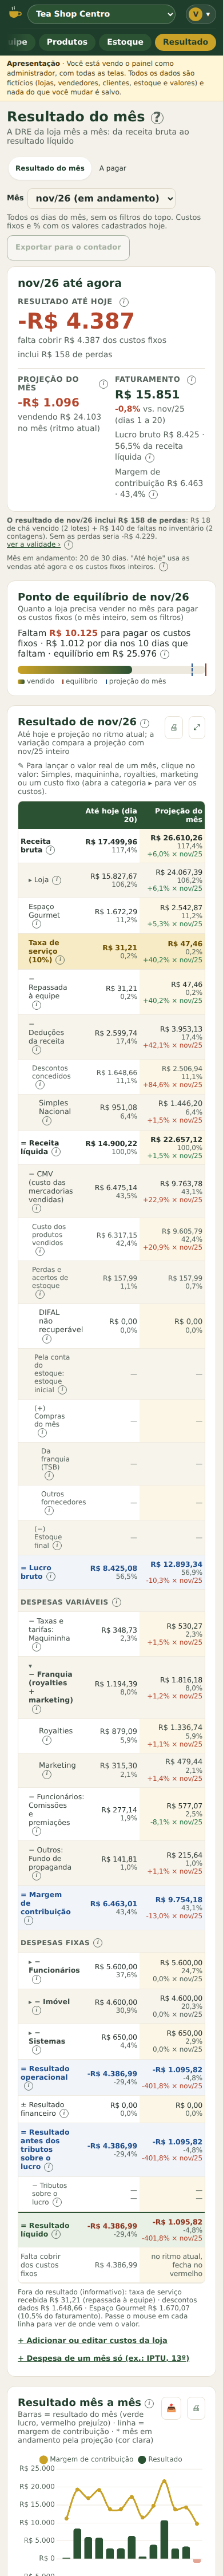 Tea Shop Centro
V
uipe
Produtos
Estoque
Resultado
Apresentação · Você está vendo o painel como
administrador, com todas as telas. Todos os dados são
fictícios (lojas, vendedores, clientes, estoque e valores) e
nada do que você mudar é salvo.
Resultado do mês ?
A DRE da loja mês a mês: da receita bruta ao
resultado líquido
Resultado do mês
A pagar
Mês
nov/26 (em andamento)
Todos os dias do mês, sem os filtros do topo. Custos
fixos e % com os valores cadastrados hoje.
Exportar para o contador
nov/26 até agora
RESULTADO ATÉ HOJE i
-R$ 4.387
falta cobrir R$ 4.387 dos custos fixos
inclui R$ 158 de perdas
PROJEÇÃO DO
MÊS i
-R$ 1.096
vendendo R$ 24.103
no mês (ritmo atual)
FATURAMENTO i
R$ 15.851
-0,8% vs. nov/25
(dias 1 a 20)
Lucro bruto R$ 8.425 ·
56,5% da receita
líquida i
Margem de
contribuição R$ 6.463
· 43,4% i
O resultado de nov/26 inclui R$ 158 de perdas: R$ 18
de chá vencido (2 lotes) + R$ 140 de faltas no inventário (2
contagens). Sem as perdas seria -R$ 4.229.
ver a validade › i
Mês em andamento: 20 de 30 dias. "Até hoje" usa as
vendas até agora e os custos fixos inteiros. i
Ponto de equilíbrio de nov/26
Quanto a loja precisa vender no mês para pagar
os custos fixos (o mês inteiro, sem filtros)
Faltam R$ 10.125 para pagar os custos
fixos · R$ 1.012 por dia nos 10 dias que
faltam · equilíbrio em R$ 25.976 i
vendido
equilíbrio
projeção do mês
Resultado de nov/26 i
Até hoje e projeção no ritmo atual; a
variação compara a projeção com
nov/25 inteiro
✎ Para lançar o valor real de um mês, clique no
valor: Simples, maquininha, royalties, marketing
ou um custo fixo (abra a categoria ▸ para ver os
custos).
Até hoje (dia
20)
Projeção do
mês
Receita
bruta i
R$ 17.499,96
117,4%
R$ 26.610,26
117,4%
+6,0% × nov/25
▸ Loja i
R$ 15.827,67
106,2%
R$ 24.067,39
106,2%
+6,1% × nov/25
Espaço
Gourmet
i
R$ 1.672,29
11,2%
R$ 2.542,87
11,2%
+5,3% × nov/25
Taxa de
serviço
(10%) i
R$ 31,21
0,2%
R$ 47,46
0,2%
+40,2% × nov/25
−
Repassada
à equipe
i
R$ 31,21
0,2%
R$ 47,46
0,2%
+40,2% × nov/25
−
Deduções
da receita
i
R$ 2.599,74
17,4%
R$ 3.953,13
17,4%
+42,1% × nov/25
Descontos
concedidos
i
R$ 1.648,66
11,1%
R$ 2.506,94
11,1%
+84,6% × nov/25
Simples
Nacional
i
R$ 951,08
6,4%
R$ 1.446,20
6,4%
+1,5% × nov/25
= Receita
líquida i
R$ 14.900,22
100,0%
R$ 22.657,12
100,0%
+1,5% × nov/25
− CMV
(custo das
mercadorias
vendidas)
i
R$ 6.475,14
43,5%
R$ 9.763,78
43,1%
+22,9% × nov/25
Custo dos
produtos
vendidos
i
R$ 6.317,15
42,4%
R$ 9.605,79
42,4%
+20,9% × nov/25
Perdas e
acertos de
estoque
i
R$ 157,99
1,1%
R$ 157,99
0,7%
DIFAL
não
recuperável
i
R$ 0,00
0,0%
R$ 0,00
0,0%
Pela conta
do
estoque:
estoque
inicial i
—
—
(+)
Compras
do mês
i
—
—
Da
franquia
(TSB)
i
—
—
Outros
fornecedores
i
—
—
(−)
Estoque
final i
—
—
= Lucro
bruto i
R$ 8.425,08
56,5%
R$ 12.893,34
56,9%
-10,3% × nov/25
DESPESAS VARIÁVEIS i
− Taxas e
tarifas:
Maquininha
i
R$ 348,73
2,3%
R$ 530,27
2,3%
+1,5% × nov/25
▾
− Franquia
(royalties
+
marketing)
i
R$ 1.194,39
8,0%
R$ 1.816,18
8,0%
+1,2% × nov/25
Royalties
i
R$ 879,09
5,9%
R$ 1.336,74
5,9%
+1,1% × nov/25
Marketing
i
R$ 315,30
2,1%
R$ 479,44
2,1%
+1,4% × nov/25
− Funcionários:
Comissões
e
premiações
i
R$ 277,14
1,9%
R$ 577,07
2,5%
-8,1% × nov/25
− Outros:
Fundo de
propaganda
i
R$ 141,81
1,0%
R$ 215,64
1,0%
+1,1% × nov/25
= Margem
de
contribuição
i
R$ 6.463,01
43,4%
R$ 9.754,18
43,1%
-13,0% × nov/25
DESPESAS FIXAS i
▸ −
Funcionários
i
R$ 5.600,00
37,6%
R$ 5.600,00
24,7%
0,0% × nov/25
▸ − Imóvel
i
R$ 4.600,00
30,9%
R$ 4.600,00
20,3%
0,0% × nov/25
▸ −
Sistemas
i
R$ 650,00
4,4%
R$ 650,00
2,9%
0,0% × nov/25
= Resultado
operacional
i
-R$ 4.386,99
-29,4%
-R$ 1.095,82
-4,8%
-401,8% × nov/25
± Resultado
financeiro i
R$ 0,00
0,0%
R$ 0,00
0,0%
= Resultado
antes dos
tributos
sobre o
lucro i
-R$ 4.386,99
-29,4%
-R$ 1.095,82
-4,8%
-401,8% × nov/25
− Tributos
sobre o
lucro i
—
—
—
—
= Resultado
líquido i
-R$ 4.386,99
-29,4%
-R$ 1.095,82
-4,8%
-401,8% × nov/25
Falta cobrir
dos custos
fixos
R$ 4.386,99
no ritmo atual,
fecha no
vermelho
Fora do resultado (informativo): taxa de serviço
recebida R$ 31,21 (repassada à equipe) · descontos
dados R$ 1.648,66 · Espaço Gourmet R$ 1.670,07
(10,5% do faturamento). Passe o mouse em cada
linha para ver de onde vem o valor.
+ Adicionar ou editar custos da loja
+ Despesa de um mês só (ex.: IPTU, 13º)
Resultado mês a mês i
Barras = resultado do mês (verde
lucro, vermelho prejuízo) · linha =
margem de contribuição · * mês em
andamento pela projeção (cor clara)
Margem de contribuição
Resultado
R$ 25.000
R$ 20.000
R$ 15.000
R$ 10.000
R$ 5.000
R$ 0